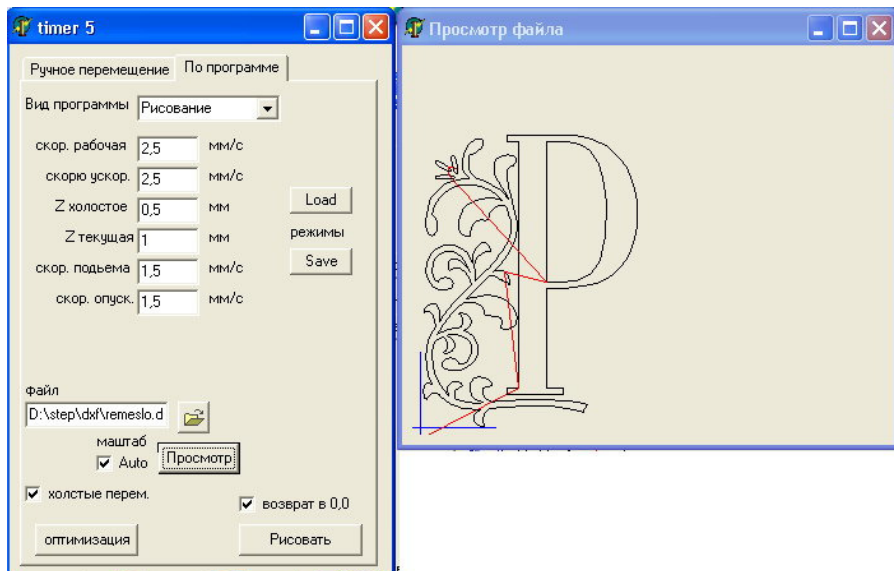 timer 5
Ручное перемещение По программе
Вид программы Рисование
скор. рабочая 2,5 мм/с
скорю ускор. 2,5 мм/с
Z холостое 0,5 мм
Load
Z текущая 1 мм
режимы
скор. подьема 1,5 мм/с
Save
скор. опуск. 1,5 мм/с
файл
D:\step\dxf\remeslo.d
маштаб
Auto Просмотр
холстые перем.
возврат в 0,0
оптимизация Рисовать
Просмотр файла
P